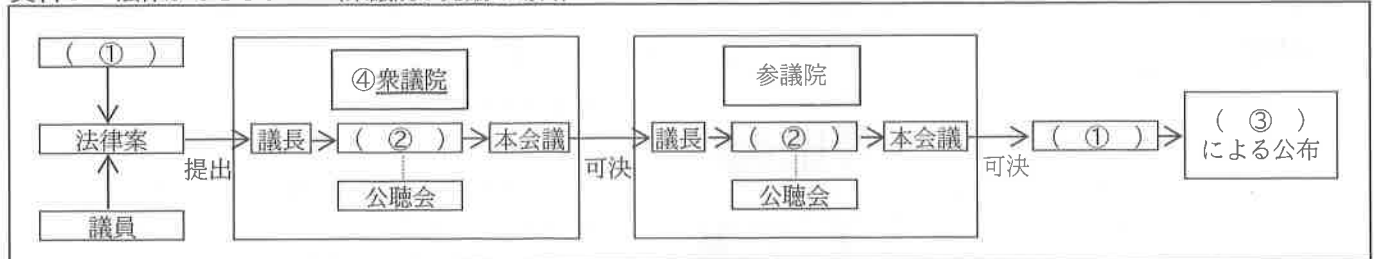 ( ① )
法律案
議員
提出
④衆議院
議長
( ② )
本会議
公聴会
可決
参議院
議長
( ② )
本会議
公聴会
可決
( ① )
( ③ )
による公布